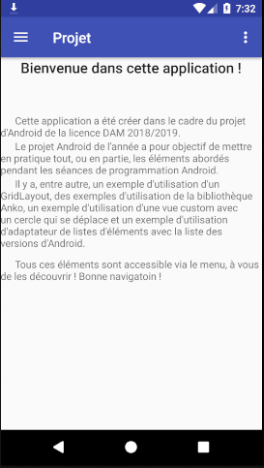 7:32
Projet
Bienvenue dans cette application !
Cette application a été créer dans le cadre du projet
d'Android de la licence DAM 2018/2019.
Le projet Android de l'année a pour objectif de mettre
en pratique tout, ou en partie, les éléments abordés
pendant les séances de programmation Android.
Il y a, entre autre, un exemple d'utilisation d'un
GridLayout, des exemples d'utilisation de la bibliothèque
Anko, un exemple d'utilisation d'une vue custom avec
un cercle qui se déplace et un exemple d'utilisation
d'adaptateur de listes d'éléments avec la liste des
versions d'Android.
Tous ces éléments sont accessible via le menu, à vous
de les découvrir ! Bonne navigatoin !